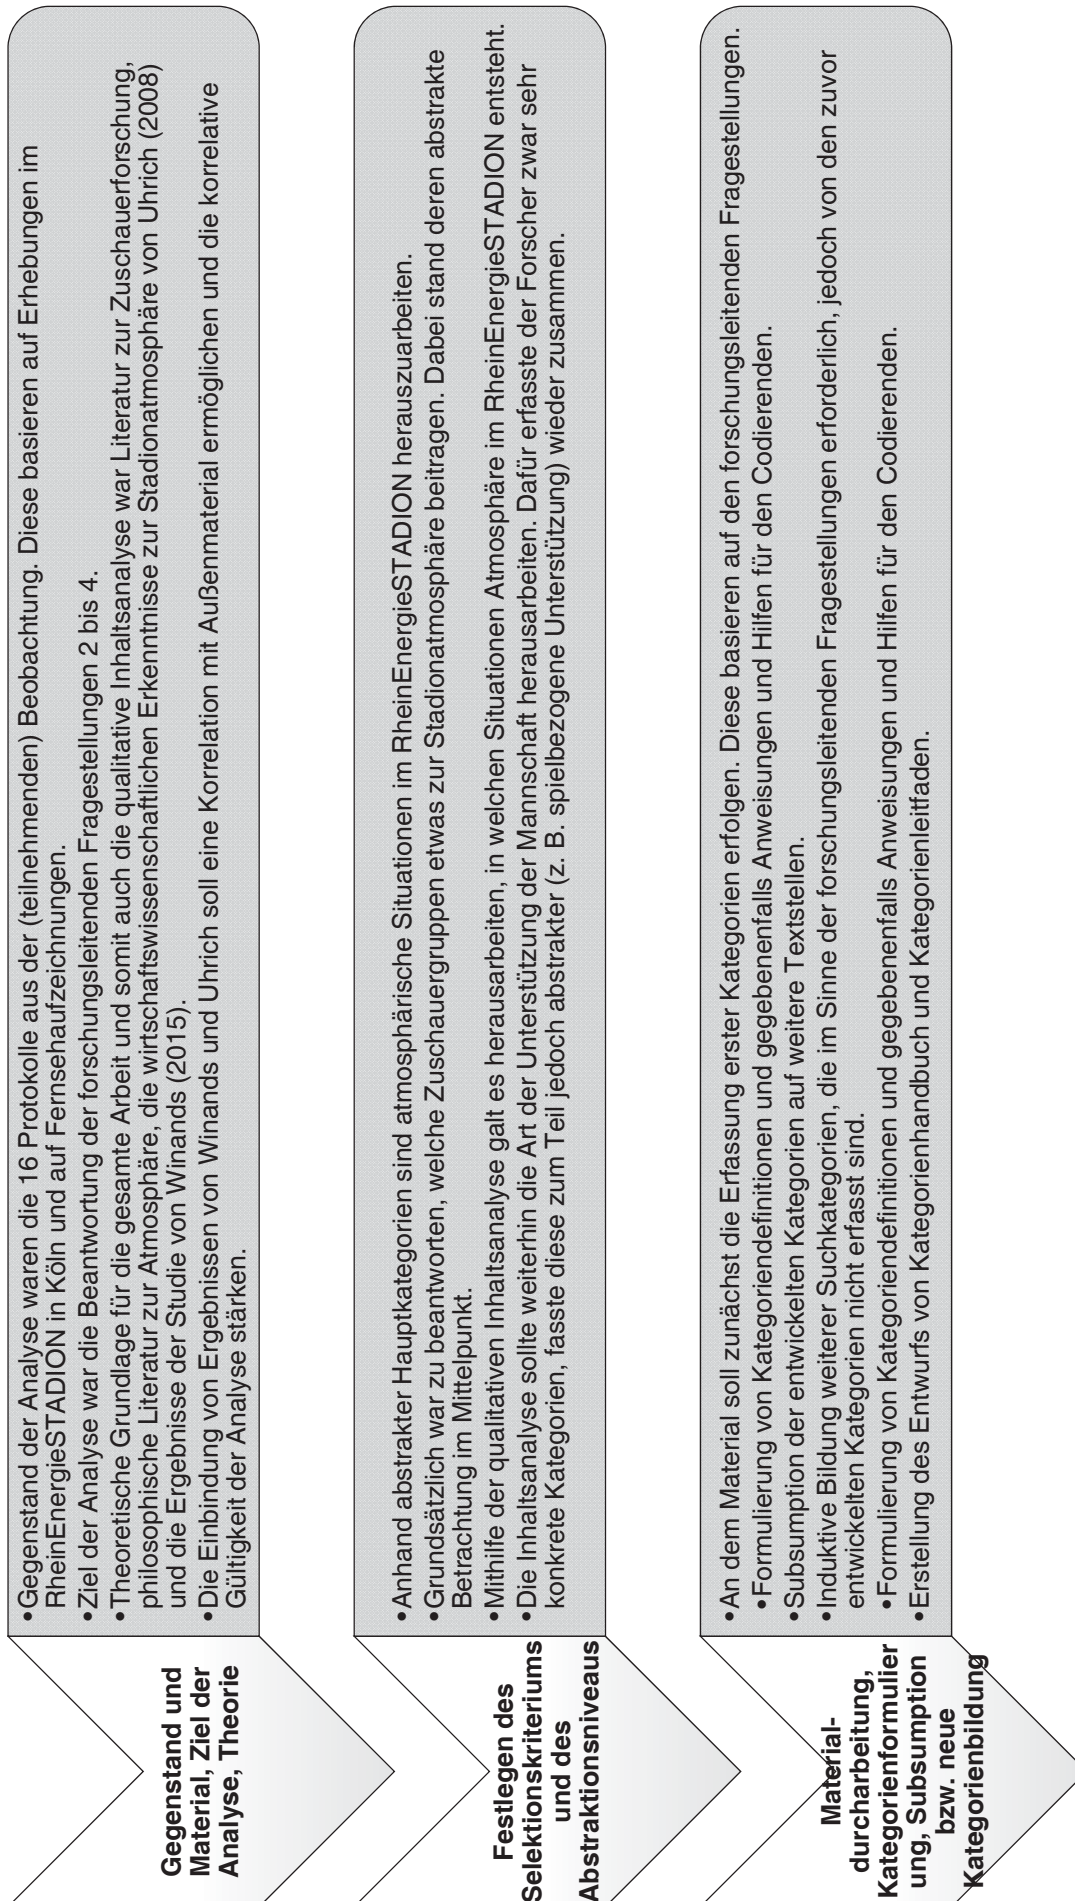 Gegenstand und
Material, Ziel der
Analyse, Theorie
•Gegenstand der Analyse waren die 16 Protokolle aus der (teilnehmenden) Beobachtung. Diese basieren auf Erhebungen im
RheinEnergieSTADION in Köln und auf Fernsehaufzeichnungen.
•Ziel der Analyse war die Beantwortung der forschungsleitenden Fragestellungen 2 bis 4.
•Theoretische Grundlage für die gesamte Arbeit und somit auch die qualitative Inhaltsanalyse war Literatur zur Zuschauerforschung,
philosophische Literatur zur Atmosphäre, die wirtschaftswissenschaftlichen Erkenntnisse zur Stadionatmosphäre von Uhrich (2008)
und die Ergebnisse der Studie von Winands (2015).
•Die Einbindung von Ergebnissen von Winands und Uhrich soll eine Korrelation mit Außenmaterial ermöglichen und die korrelative
Gültigkeit der Analyse stärken.
Festlegen des
Selektionskriteriums
und des
Abstraktionsniveaus
•Anhand abstrakter Hauptkategorien sind atmosphärische Situationen im RheinEnergieSTADION herauszuarbeiten.
•Grundsätzlich war zu beantworten, welche Zuschauergruppen etwas zur Stadionatmosphäre beitragen. Dabei stand deren abstrakte
Betrachtung im Mittelpunkt.
•Mithilfe der qualitativen Inhaltsanalyse galt es herausarbeiten, in welchen Situationen Atmosphäre im RheinEnergieSTADION entsteht.
•Die Inhaltsanalyse sollte weiterhin die Art der Unterstützung der Mannschaft herausarbeiten. Dafür erfasste der Forscher zwar sehr
konkrete Kategorien, fasste diese zum Teil jedoch abstrakter (z. B. spielbezogene Unterstützung) wieder zusammen.
Material-
durcharbeitung,
Kategorienformulier
ung, Subsumption
bzw. neue
Kategorienbildung
•An dem Material soll zunächst die Erfassung erster Kategorien erfolgen. Diese basieren auf den forschungsleitenden Fragestellungen.
•Formulierung von Kategoriendefinitionen und gegebenenfalls Anweisungen und Hilfen für den Codierenden.
•Subsumption der entwickelten Kategorien auf weitere Textstellen.
•Induktive Bildung weiterer Suchkategorien, die im Sinne der forschungsleitenden Fragestellungen erforderlich, jedoch von den zuvor
entwickelten Kategorien nicht erfasst sind.
•Formulierung von Kategoriendefinitionen und gegebenenfalls Anweisungen und Hilfen für den Codierenden.
•Erstellung des Entwurfs von Kategorienhandbuch und Kategorienleitfaden.